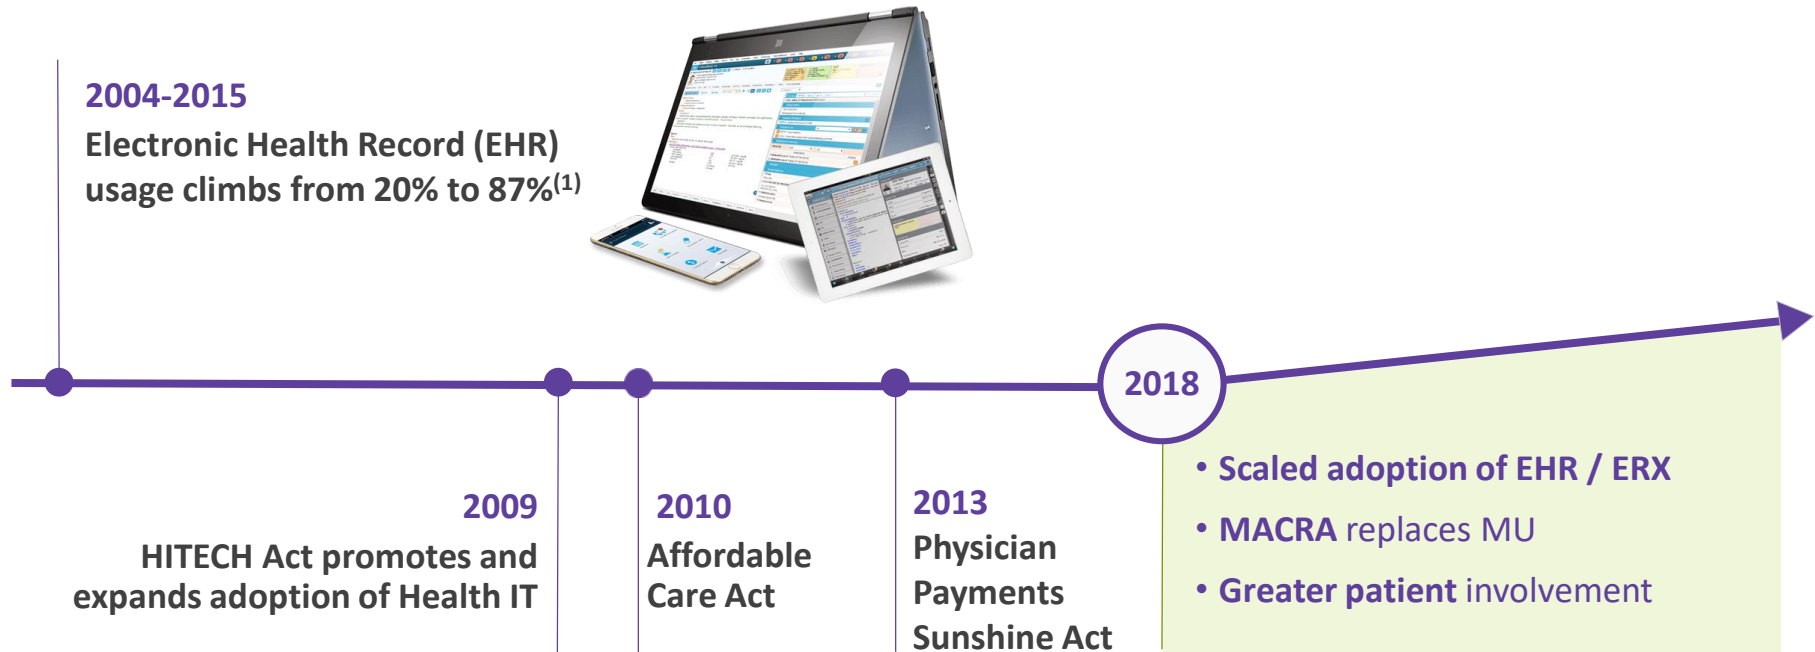 2004-2015
Electronic Health Record (EHR)
usage climbs from 20% to 87%(1)
2018
2009
HITECH Act promotes and
expands adoption of Health IT
2010
Affordable
Care Act
2013
Physician
Payments
Sunshine Act
• Scaled adoption of EHR / ERX
• MACRA replaces MU
• Greater patient involvement